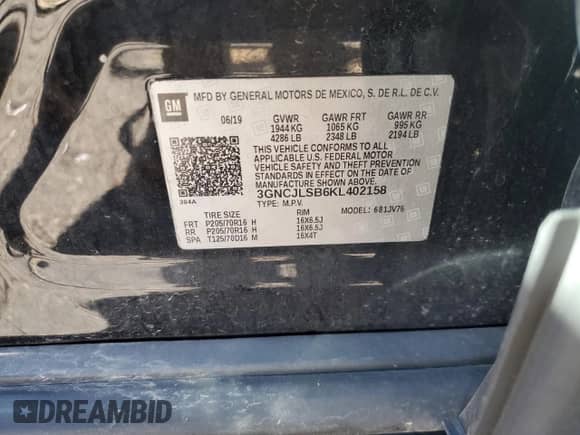 GM
MFD BY GENERAL MOTORS DE MEXICO, S. DE R.L. DE C.V.
06/19 GVWR GAWR FRT GAWR RR
1944 KG 1065 KG 995 KG
4286 LB 2348 LB 2194 LB
THIS VEHICLE CONFORMS TO ALL
APPLICABLE U.S. FEDERAL MOTOR
VEHICLE SAFETY AND THEFT PREVENTION
STANDARDS IN EFFECT ON THE DATE OF
MANUFACTURE SHOWN ABOVE.
384A
3GNCJLSB6KL402158
TYPE: M.P.V. MODEL: 681JV76
TIRE SIZE RIM
FRT P205/70R16 H 16X6.5J
RR P205/70R16 H 16X6.5J
SPA T125/70D16 M 16X4T
DREAMBID